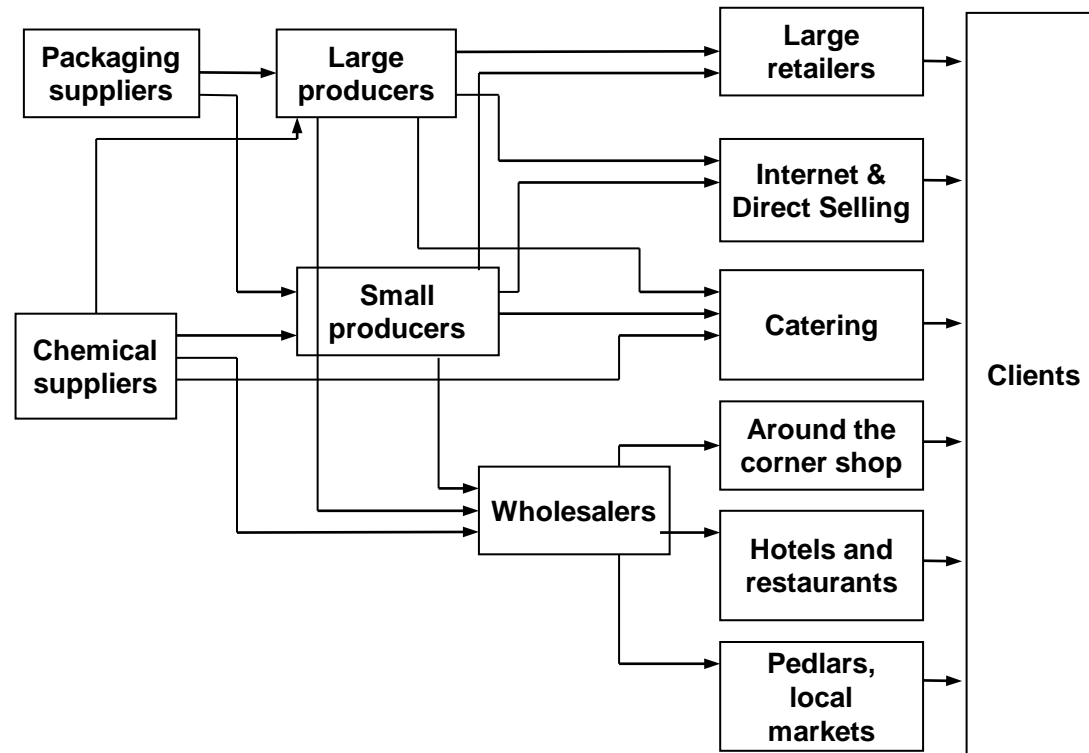 Packaging
suppliers
Large
producers
Large
retailers
Internet &
Direct Selling
Small
producers
Catering
Chemical
suppliers
Clients
Around the
corner shop
Wholesalers
Hotels and
restaurants
Pedlars,
local
markets